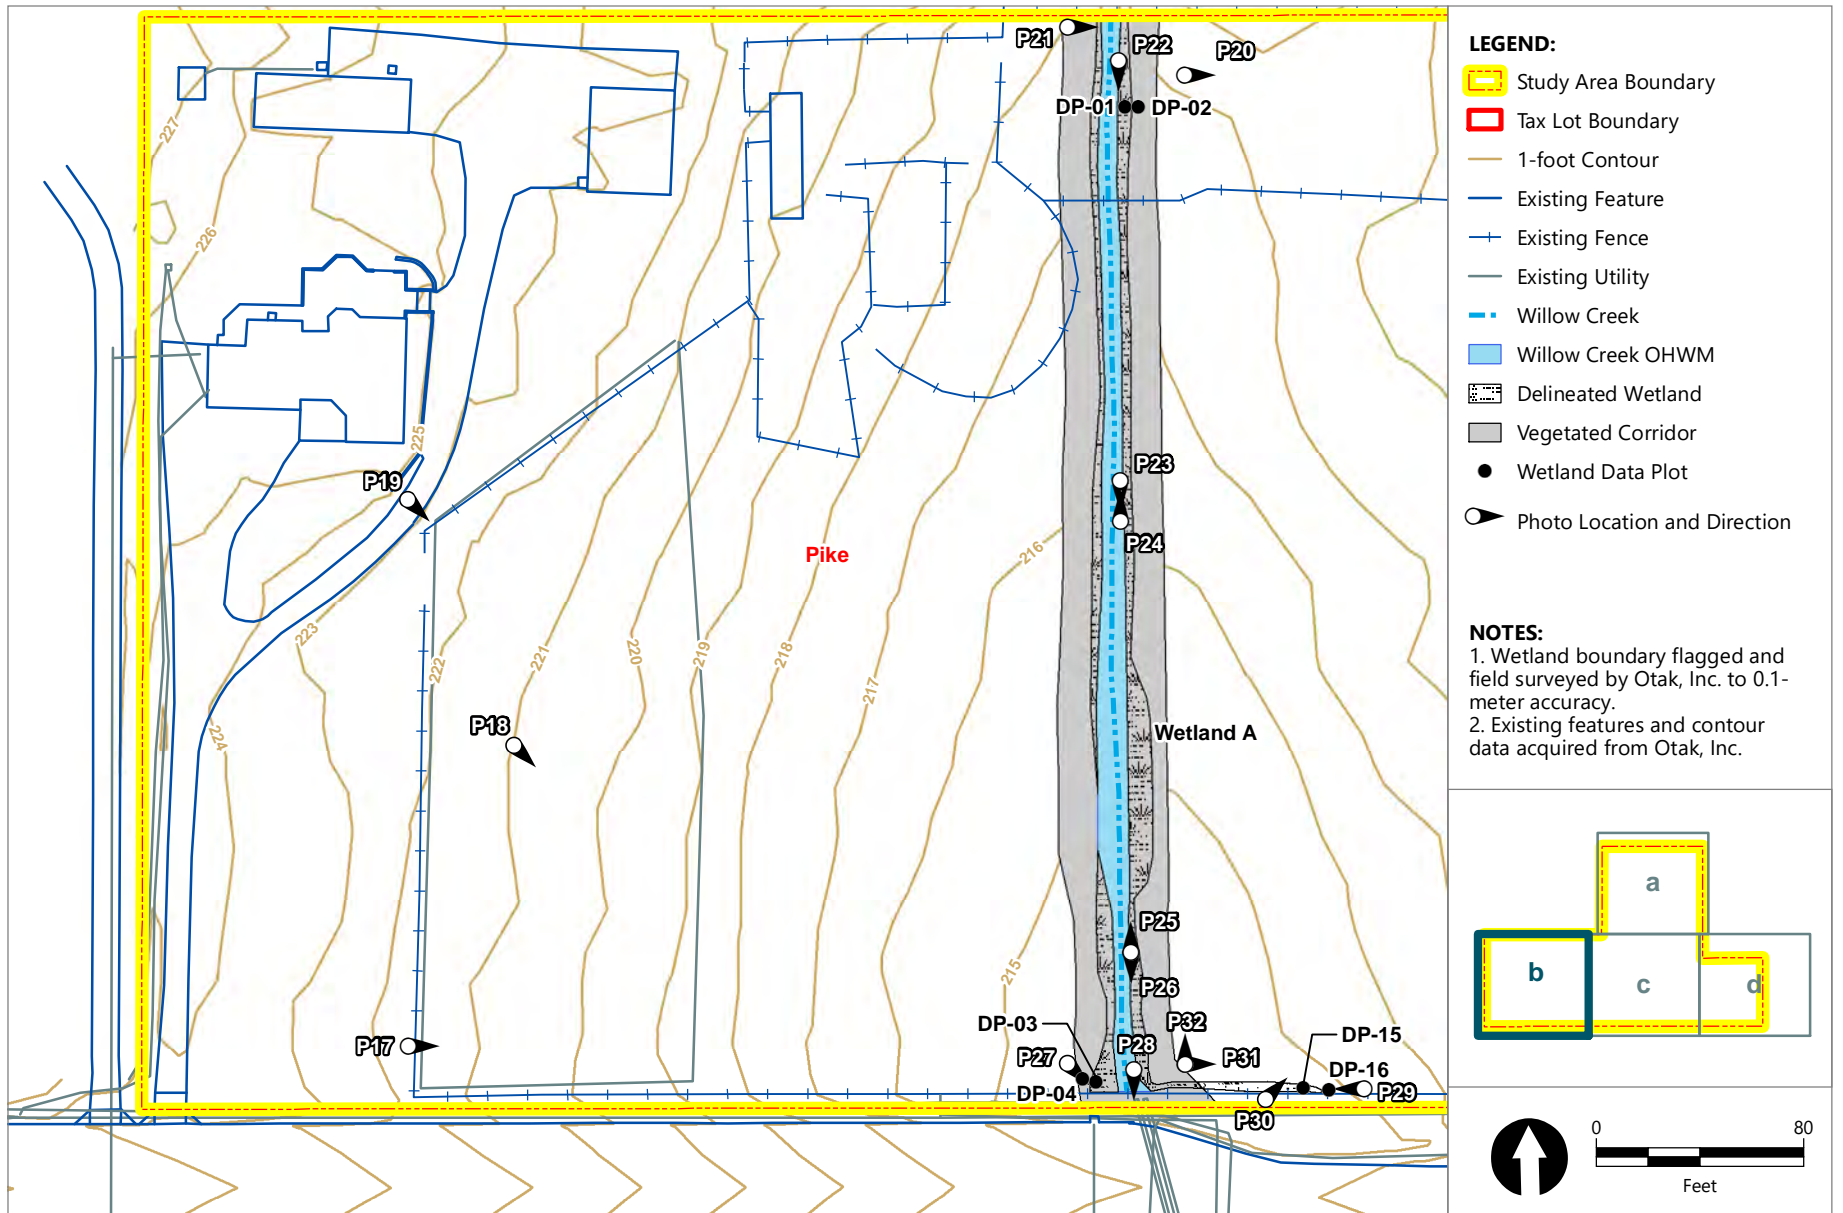 P21
P22
P20
DP-01
DP-02
227
226
225
P19
P23
P24
216
Pike
223
222
221
220
219
218
217
224
P18
Wetland A
P25
P26
215
DP-03
P32
DP-15
P17
P27
P28
P31
DP-16
DP-04
P29
P30
LEGEND:
Study Area Boundary
Tax Lot Boundary
1-foot Contour
Existing Feature
Existing Fence
Existing Utility
Willow Creek
Willow Creek OHWM
Delineated Wetland
Vegetated Corridor
Wetland Data Plot
Photo Location and Direction
NOTES:
1. Wetland boundary flagged and
field surveyed by Otak, Inc. to 0.1-
meter accuracy.
2. Existing features and contour
data acquired from Otak, Inc.
a
b
c
d
0 80
Feet